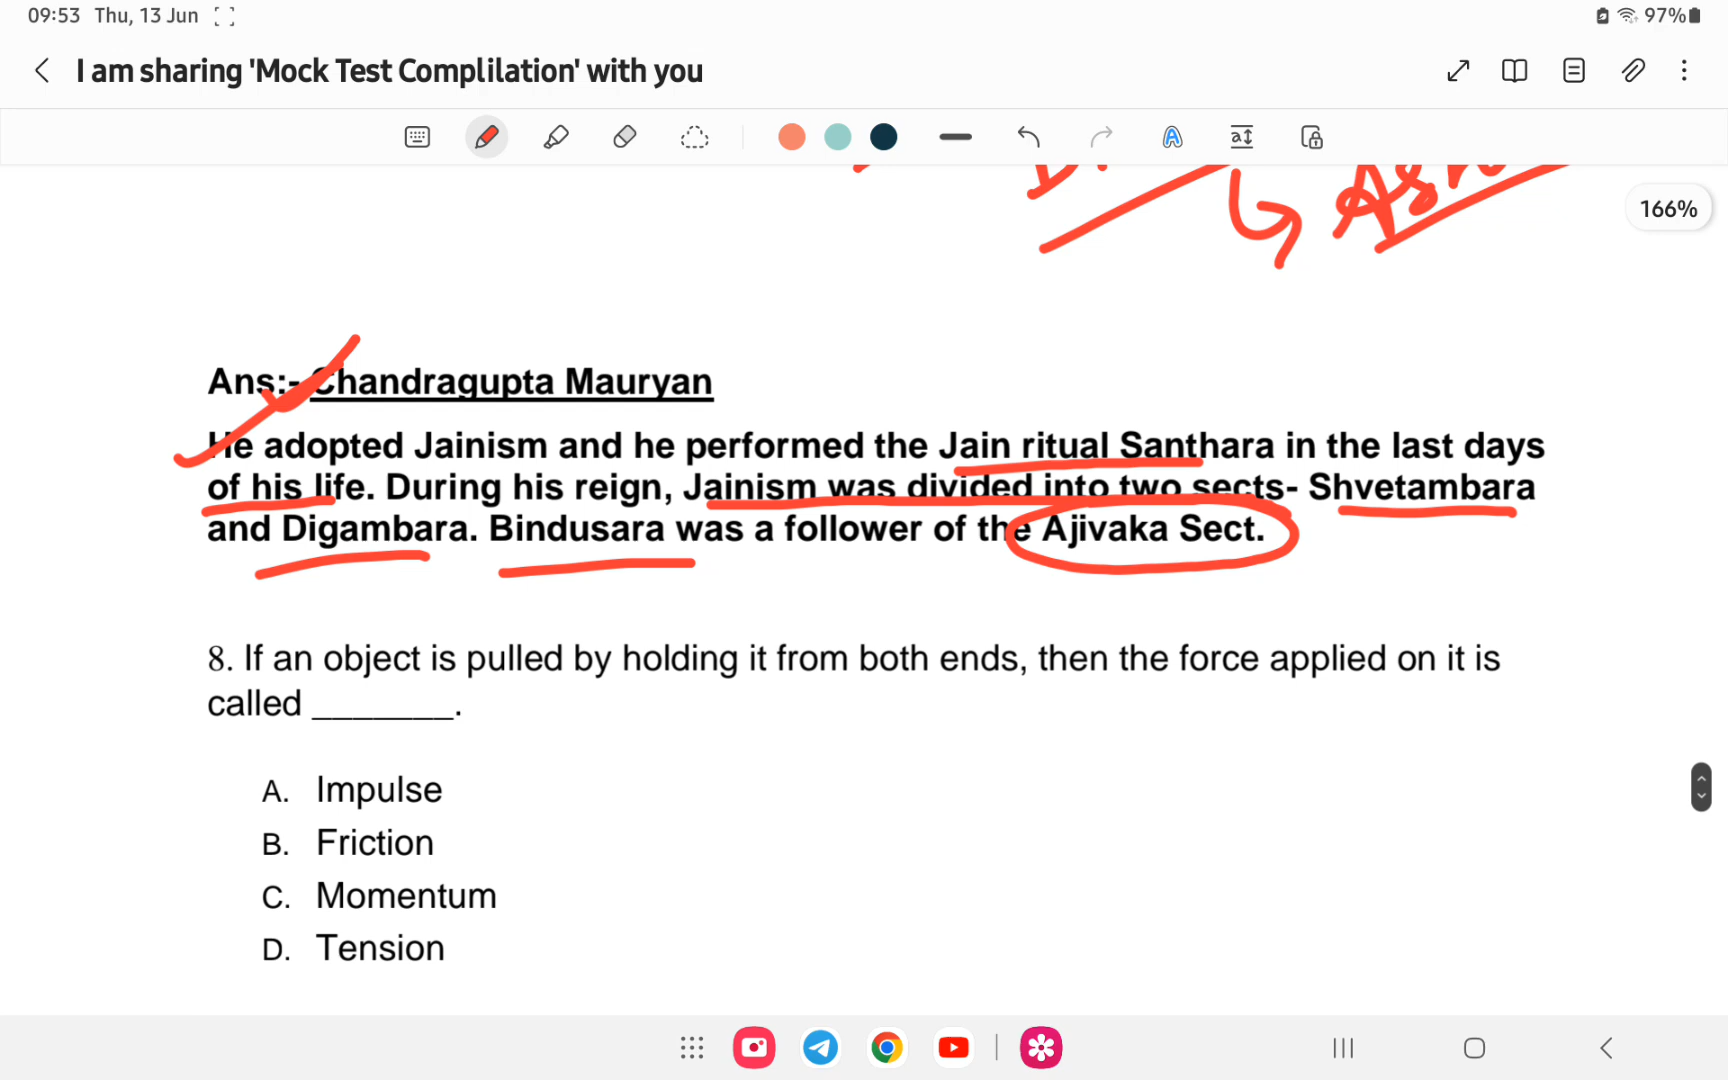 09:53 Thu, 13 Jun 97%
I am sharing 'Mock Test Complilation' with you
166%
Ans:- Chandragupta Mauryan
He adopted Jainism and he performed the Jain ritual Santhara in the last days
of his life. During his reign, Jainism was divided into two sects- Shvetambara
and Digambara. Bindusara was a follower of the Ajivaka Sect.
8. If an object is pulled by holding it from both ends, then the force applied on it is
called _______.
A. Impulse
B. Friction
C. Momentum
D. Tension